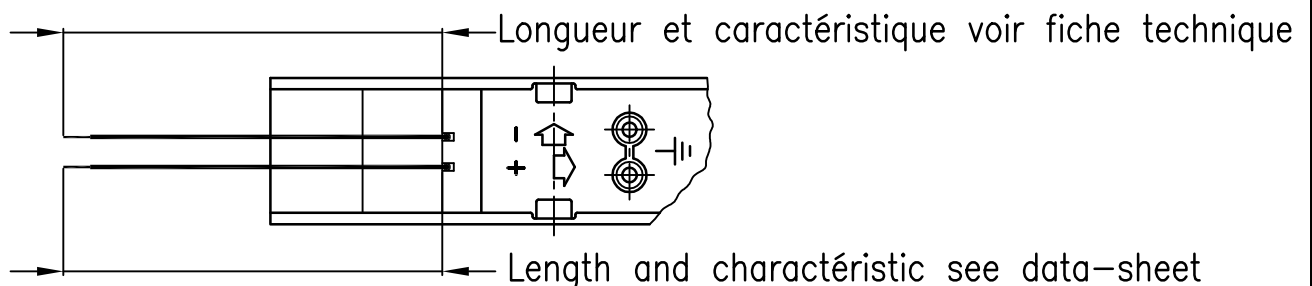 Longueur et caractéristique voir fiche technique
-
+
Length and charactéristic see data-sheet